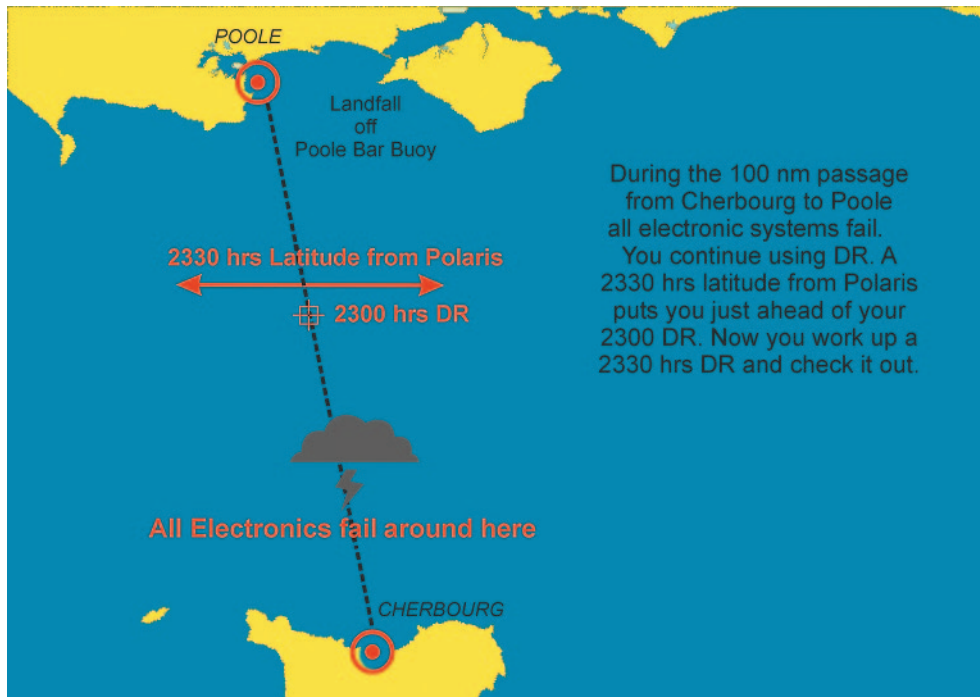 POOLE
Landfall
off
Poole Bar Buoy
During the 100 nm passage
from Cherbourg to Poole
all electronic systems fail.
You continue using DR. A
2330 hrs latitude from Polaris
puts you just ahead of your
2300 DR. Now you work up a
2330 hrs DR and check it out.
2330 hrs Latitude from Polaris
2300 hrs DR
All Electronics fail around here
CHERBOURG